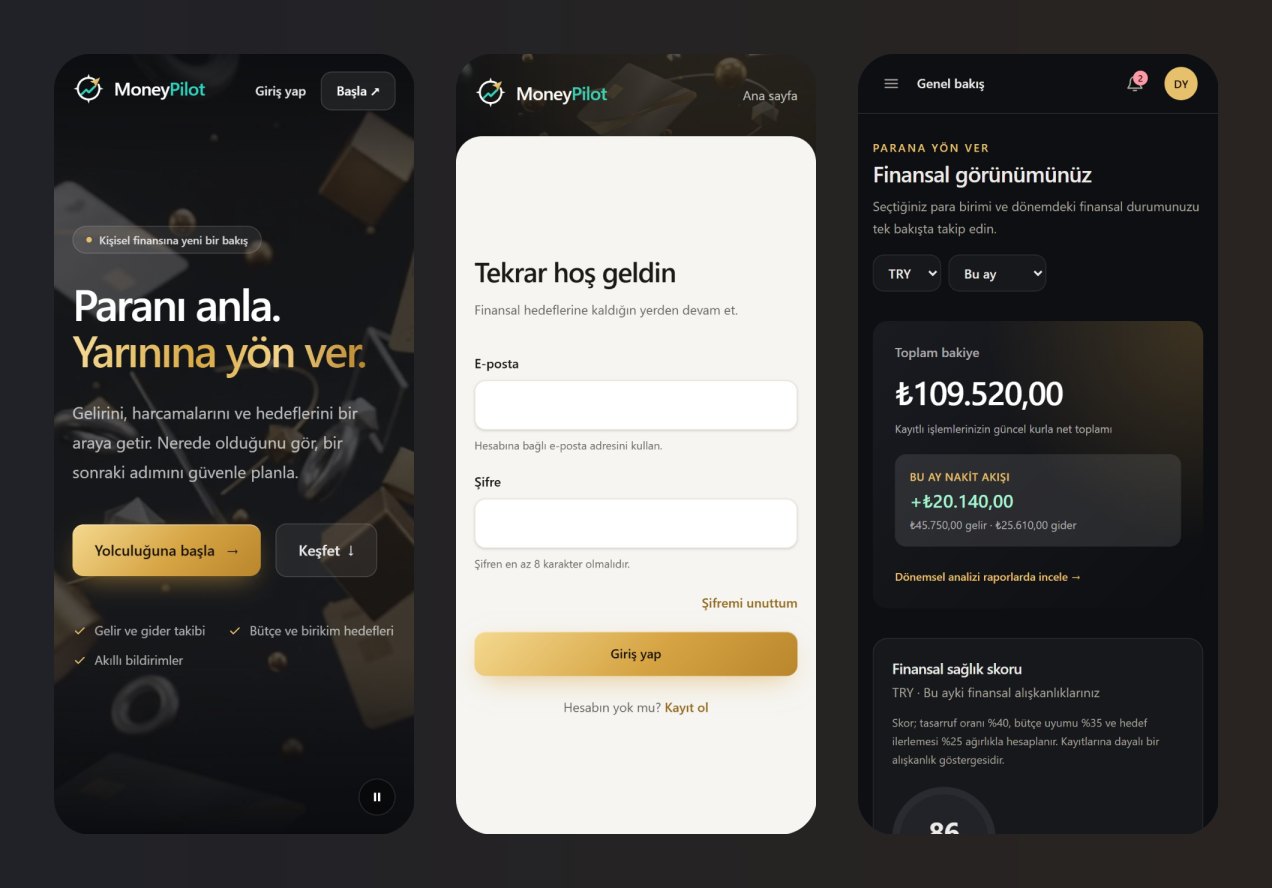 MoneyPilot
Giriş yap
Başla ↗
Kişisel finansına yeni bir bakış
Paranı anla.
Yarınına yön ver.
Gelirini, harcamalarını ve hedeflerini bir
araya getir. Nerede olduğunu gör, bir
sonraki adımını güvenle planla.
Yolculuğuna başla →
Keşfet ↓
✓ Gelir ve gider takibi
✓ Bütçe ve birikim hedefleri
✓ Akıllı bildirimler
MoneyPilot
Ana sayfa
Tekrar hoş geldin
Finansal hedeflerine kaldığın yerden devam et.
E-posta
Hesabına bağlı e-posta adresini kullan.
Şifre
Şifren en az 8 karakter olmalıdır.
Şifremi unuttum
Giriş yap
Hesabın yok mu? Kayıt ol
Genel bakış
2
DY
PARANA YÖN VER
Finansal görünümünüz
Seçtiğiniz para birimi ve dönemdeki finansal durumunuzu
tek bakışta takip edin.
TRY
Bu ay
Toplam bakiye
₺109.520,00
Kayıtlı işlemlerinizin güncel kurla net toplamı
BU AY NAKİT AKIŞI
+₺20.140,00
₺45.750,00 gelir · ₺25.610,00 gider
Dönemsel analizi raporlarda incele →
Finansal sağlık skoru
TRY · Bu ayki finansal alışkanlıklarınız
Skor; tasarruf oranı %40, bütçe uyumu %35 ve hedef
ilerlemesi %25 ağırlıkla hesaplanır. Kayıtlarına dayalı bir
alışkanlık göstergesidir.
86